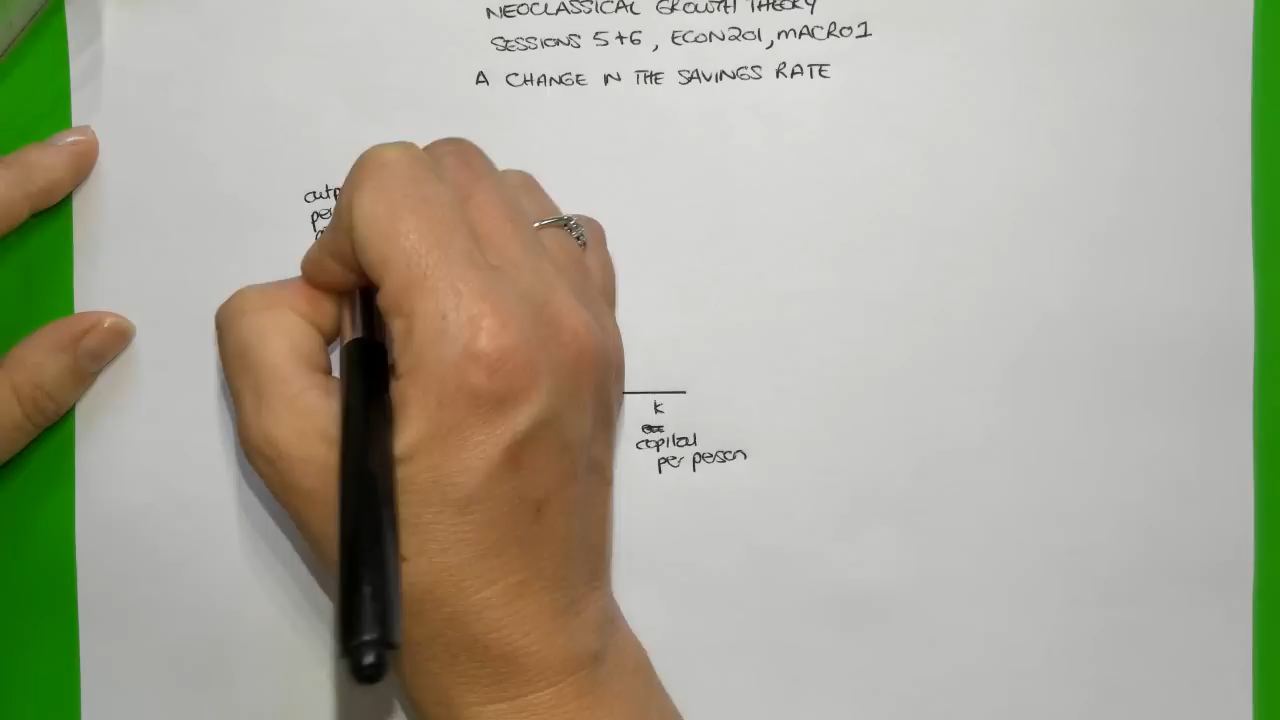 NEOCLASSICAL GROWTH THEORY
SESSIONS 5+6, ECON201, MACRO1
A CHANGE IN THE SAVINGS RATE
k
capital
per person